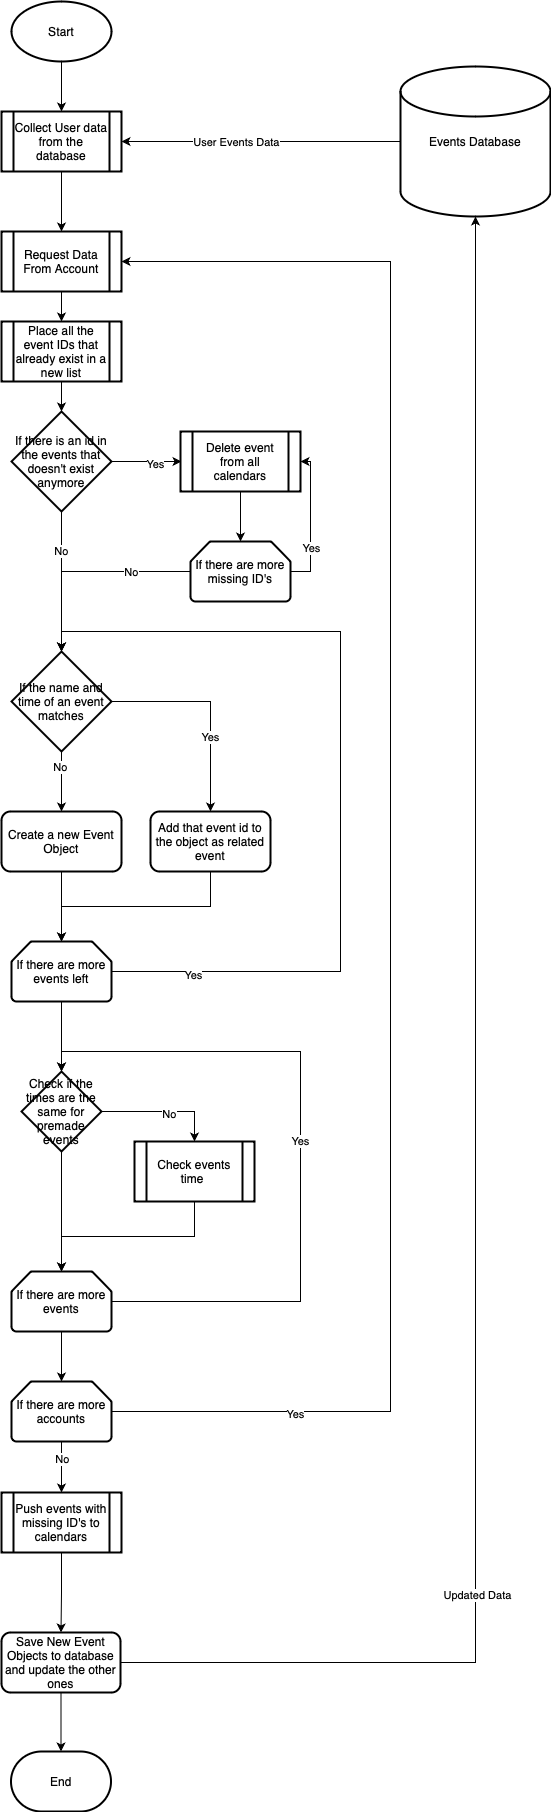 Start
Collect User data
from the
database
User Events Data
Events Database
Request Data
From Account
Place all the
event IDs that
already exist in a
new list
If there is an id in
the events that
doesn't exist
anymore
Yes
Delete event
from all
calendars
No
If there are more
missing ID's
Yes
No
If the name and
time of an event
matches
Yes
No
Create a new Event
Object
Add that event id to
the object as related
event
If there are more
events left
Yes
Check if the
times are the
same for
premade
events
No
Yes
Check events
time
If there are more
events
If there are more
accounts
Yes
No
Push events with
missing ID's to
calendars
Updated Data
Save New Event
Objects to database
and update the other
ones
End